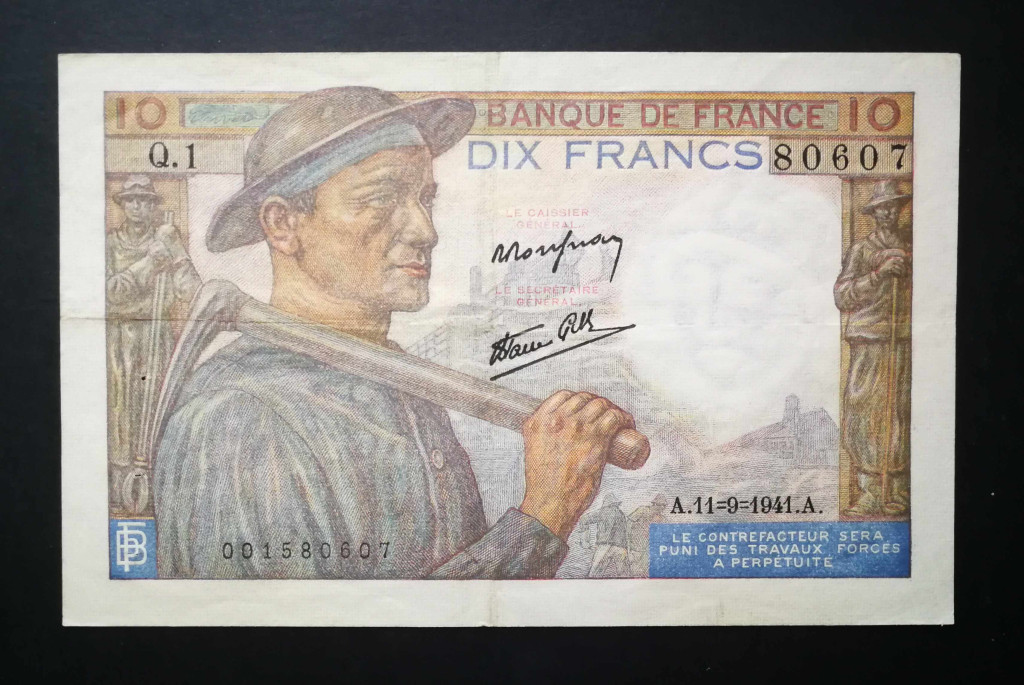 10 BANQUE DE FRANCE 10
Q.1 DIX FRANCS 80607
LE CAISSIER
GÉNÉRAL
LE SECRÉTAIRE
GÉNÉRAL
A.11=9=1941.A.
001580607
LE CONTREFACTEUR SERA
PUNI DES TRAVAUX FORCÉS
A PERPÉTUITÉ